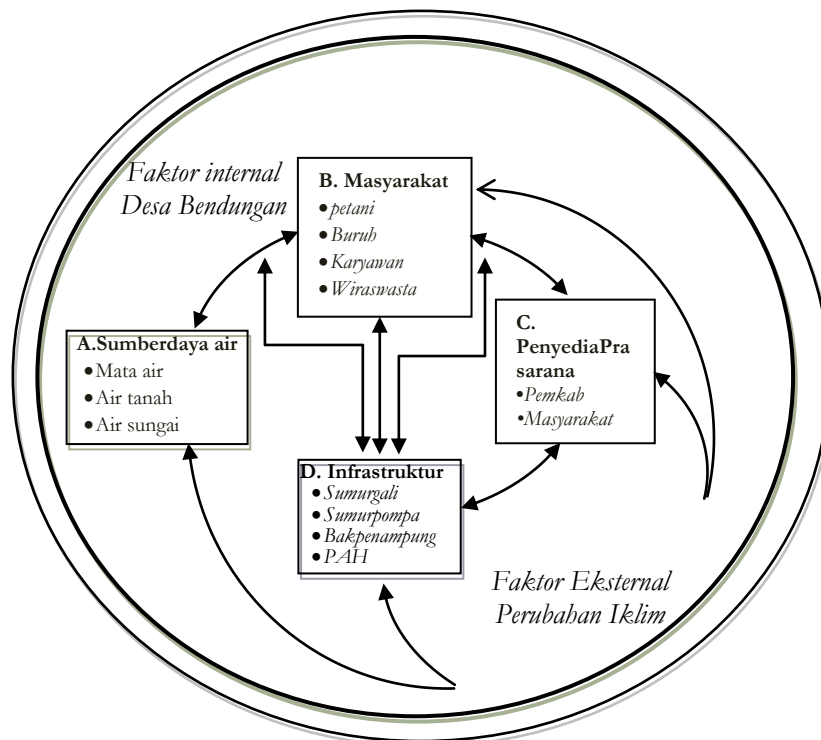 Faktor internal
Desa Bendungan
B. Masyarakat
•petani
•Buruh
•Karyawan
•Wiraswasta
A.Sumberdaya air
•Mata air
•Air tanah
•Air sungai
C.
PenyediaPra
sarana
•Pemkab
•Masyarakat
D. Infrastruktur
•Sumurgali
•Sumurpompa
•Bakpenampung
•PAH
Faktor Eksternal
Perubahan Iklim